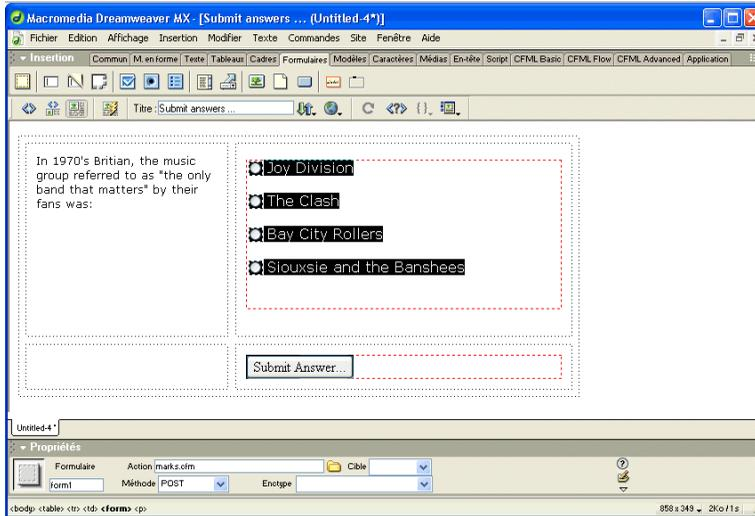 Macromedia Dreamweaver MX - [Submit answers ... (Untitled-4*)]
Fichier Edition Affichage Insertion Modifier Texte Commandes Site Fenêtre Aide
Insertion Commun M. en forme Texte Tableaux Cadres Formulaires Modèles Caractères Médias En-tête Script CFML Basic CFML Flow CFML Advanced Application
Titre : Submit answers ...
In 1970's Britian, the music
group referred to as "the only
band that matters" by their
fans was:
Joy Division
The Clash
Bay City Rollers
Siouxsie and the Banshees
Submit Answer...
Untitled-4*
Propriétés
Formulaire Action marks.cfm Cible
form1 Méthode POST Enctype
<body> <table> <tr> <td> <form> <p> 858 x 349 2Ko / 1 s